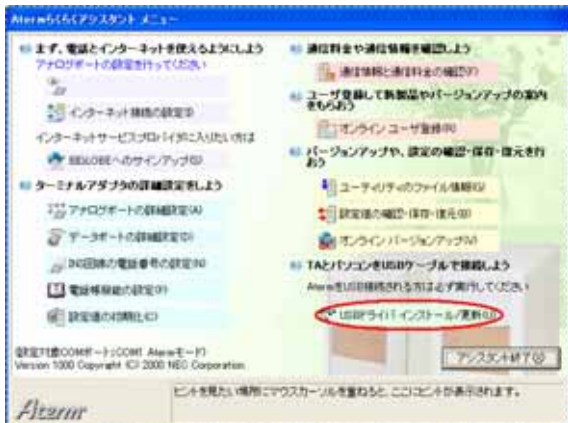 Atermらくらくアシスタント メニュー
まず、電話とインターネットを使えるようにしよう
アナログポートの設定を行ってください
インターネット接続の設定(I)
インターネットサービスプロバイダに入りたい方は
BIGLOBEへのサインアップ(S)
ターミナルアダプタの詳細設定をしよう
アナログポートの詳細設定(A)
データポートの詳細設定(D)
INS回線の電話番号の設定(N)
電話帳機能の設定(P)
設定値の初期化(C)
通信料金や通信情報を確認しよう
通信情報と通信料金の確認(F)
ユーザ登録して新製品やバージョンアップの案内をもらおう
オンライン ユーザ登録(R)
バージョンアップや、設定の確認・保存・復元を行おう
ユーティリティのファイル情報(G)
設定値の確認・保存・復元(B)
オンライン バージョンアップ(V)
TAとパソコンをUSBケーブルで接続しよう
AtermをUSB接続される方は必ず実行してください
USBドライバ インストール/更新(U)
設定対象COMポート:COM1 Atermモード)
Version 1000 Copyright (C) 2000 NEC Corporation
アシスタント終了(X)
Aterm
ヒントを見たい場所にマウスカーソルを重ねると、ここにヒントが表示されます。